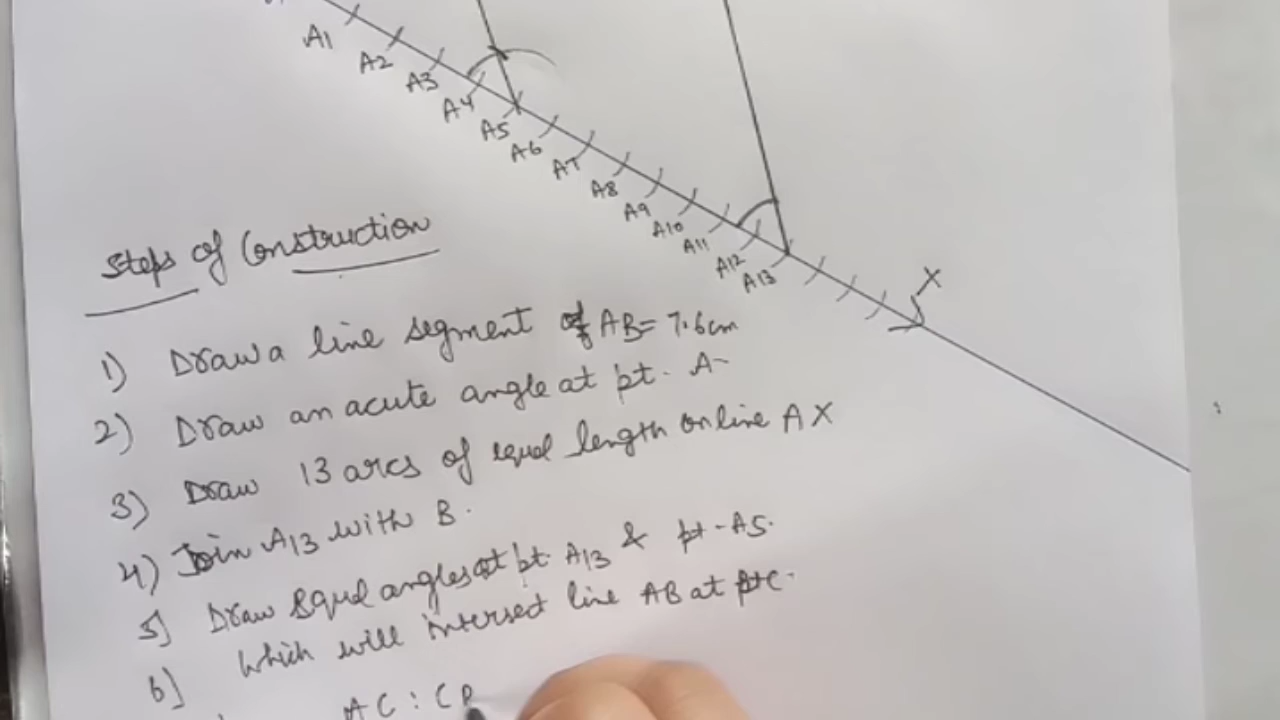 A1
A2
A3
A4
A5
A6
A7
A8
A9
A10
A11
A12
A13
X
Steps of Construction
1) Draw a line segment of AB = 7.6cm
2) Draw an acute angle at pt. A
3) Draw 13 arcs of equal length on line AX
4) Join A13 with B.
5) Draw equal angles at pt. A13 & pt-A5.
6) Which will intersect line AB at pt C.
AC : CB